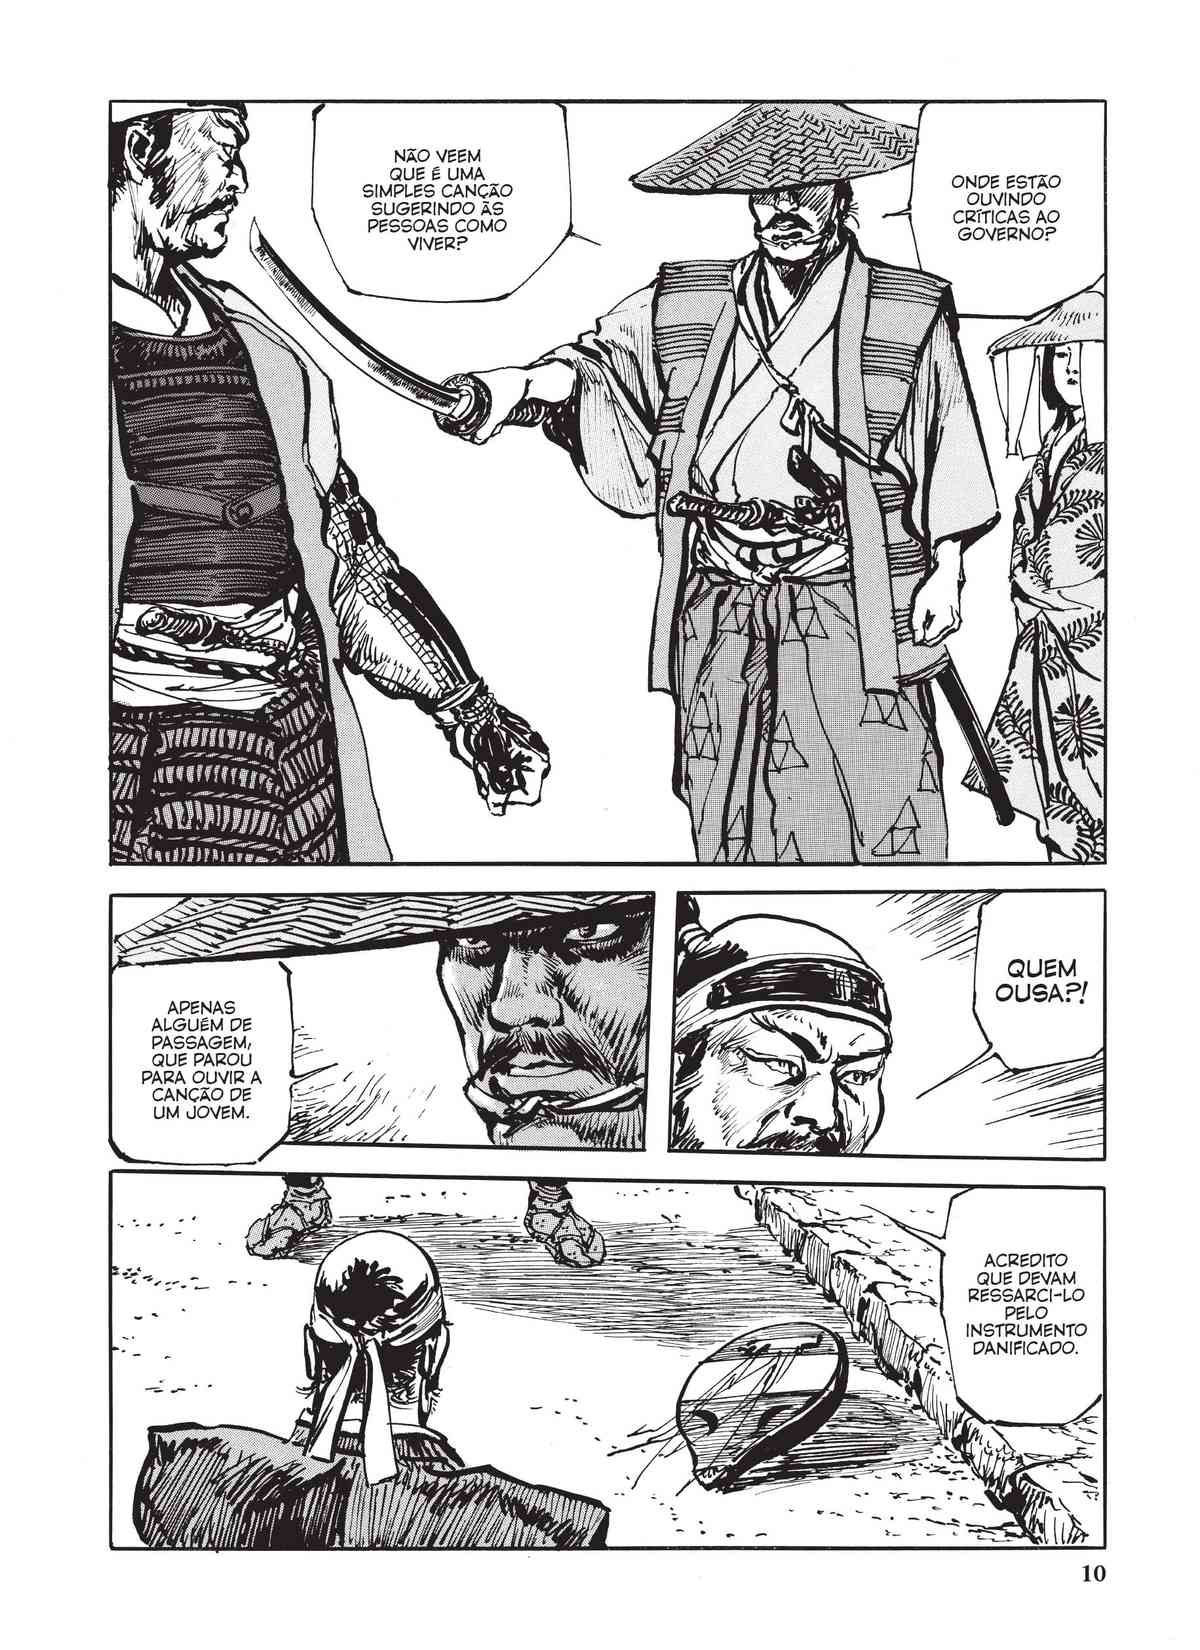 ONDE ESTÃO
OUVINDO
CRÍTICAS AO
GOVERNO?
NÃO VEEM
QUE É UMA
SIMPLES CANÇÃO
SUGERINDO ÀS
PESSOAS COMO
VIVER?
QUEM
OUSA?!
APENAS
ALGUÉM DE
PASSAGEM,
QUE PAROU
PARA OUVIR A
CANÇÃO DE
UM JOVEM.
ACREDITO
QUE DEVAM
RESSARCI-LO
PELO
INSTRUMENTO
DANIFICADO.
10